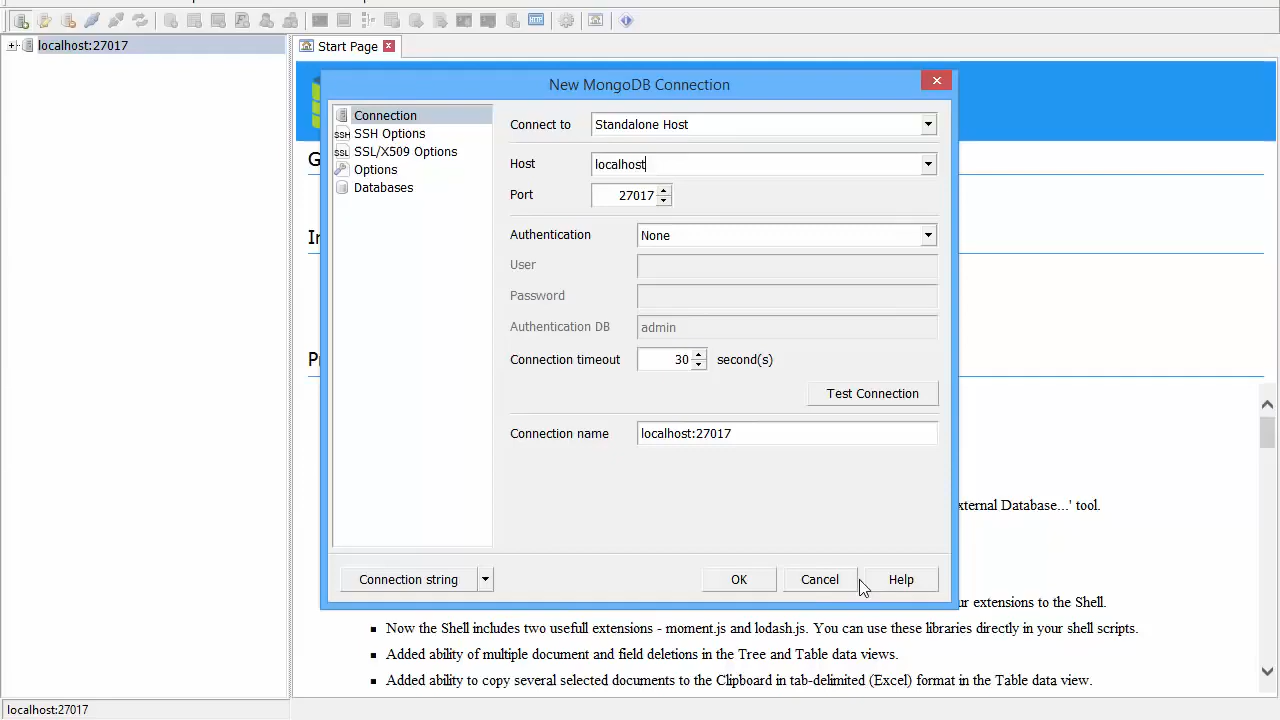 localhost:27017
Start Page
New MongoDB Connection
Connection
SSH Options
SSL/X509 Options
Options
Databases
Connect to Standalone Host
Host localhost
Port 27017
Authentication None
User
Password
Authentication DB admin
Connection timeout 30 second(s)
Test Connection
Connection name localhost:27017
Connection string OK Cancel Help
xternal Database...' tool.
ur extensions to the Shell.
Now the Shell includes two usefull extensions - moment.js and lodash.js. You can use these libraries directly in your shell scripts.
Added ability of multiple document and field deletions in the Tree and Table data views.
Added ability to copy several selected documents to the Clipboard in tab-delimited (Excel) format in the Table data view.
localhost:27017